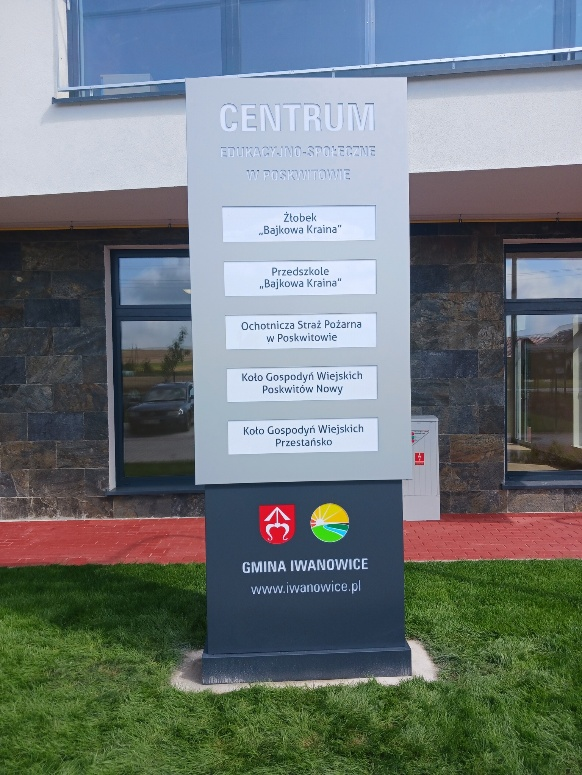 CENTRUM
EDUKACYJNO-SPOŁECZNE
W POSKWITOWIE
Żłobek
„Bajkowa Kraina”
Przedszkole
„Bajkowa Kraina”
Ochotnicza Straż Pożarna
w Poskwitowie
Koło Gospodyń Wiejskich
Poskwitów Nowy
Koło Gospodyń Wiejskich
Przestańsko
GMINA IWANOWICE
www.iwanowice.pl